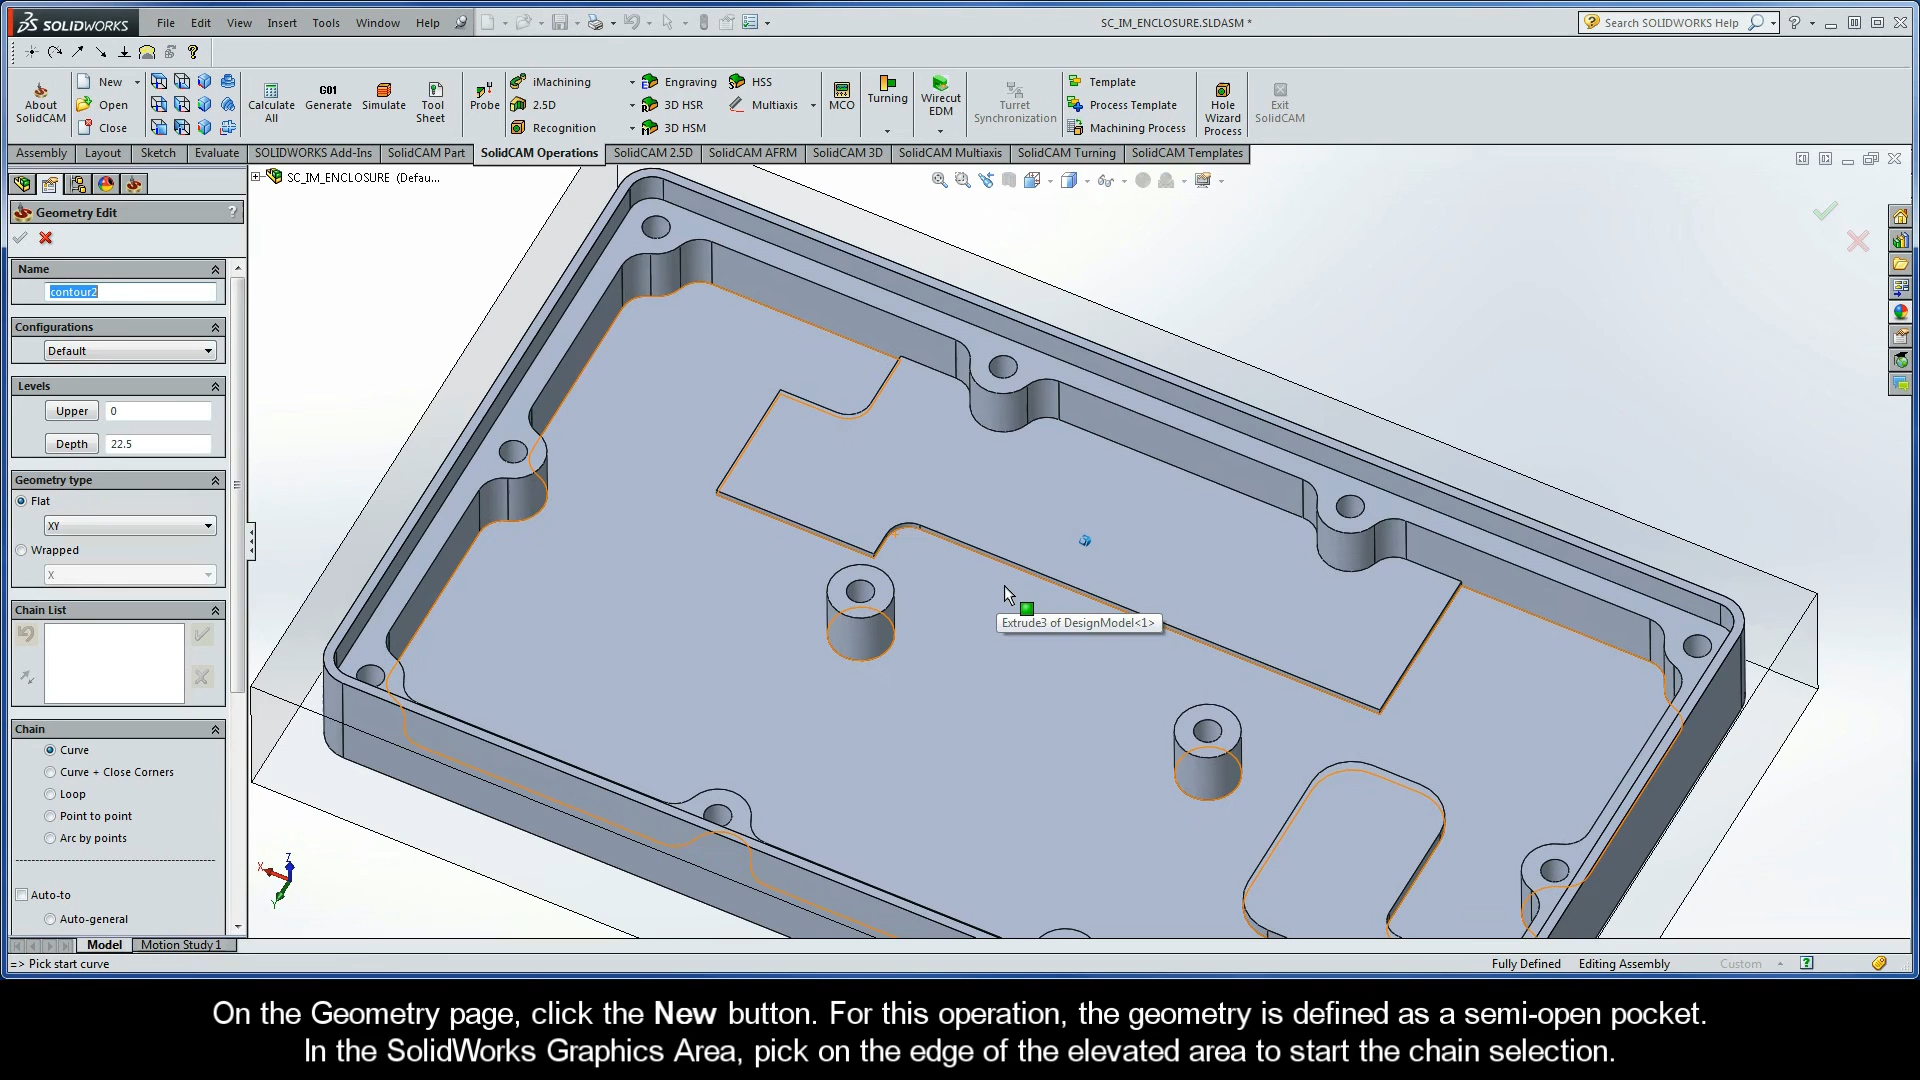 SOLIDWORKS File Edit View Insert Tools Window Help SC_IM_ENCLOSURE.SLDASM * Search SOLIDWORKS Help
About SolidCAM New Open Close Calculate All G01 Generate Simulate Tool Sheet Probe iMachining 2.5D Recognition Engraving 3D HSR 3D HSM HSS Multiaxis MCO Turning Wirecut EDM Turret Synchronization Template Process Template Machining Process Hole Wizard Process Exit SolidCAM
Assembly Layout Sketch Evaluate SOLIDWORKS Add-Ins SolidCAM Part SolidCAM Operations SolidCAM 2.5D SolidCAM AFRM SolidCAM 3D SolidCAM Multiaxis SolidCAM Turning SolidCAM Templates
SC_IM_ENCLOSURE (Defau...
Geometry Edit ?
Name
contour2
Configurations
Default
Levels
Upper 0
Depth 22.5
Geometry type
Flat
XY
Wrapped
X
Chain List
Chain
Curve
Curve + Close Corners
Loop
Point to point
Arc by points
Auto-to
Auto-general
Extrude3 of DesignModel<1>
X Z Y
Model Motion Study 1
=> Pick start curve Fully Defined Editing Assembly Custom
On the Geometry page, click the New button. For this operation, the geometry is defined as a semi-open pocket.
In the SolidWorks Graphics Area, pick on the edge of the elevated area to start the chain selection.